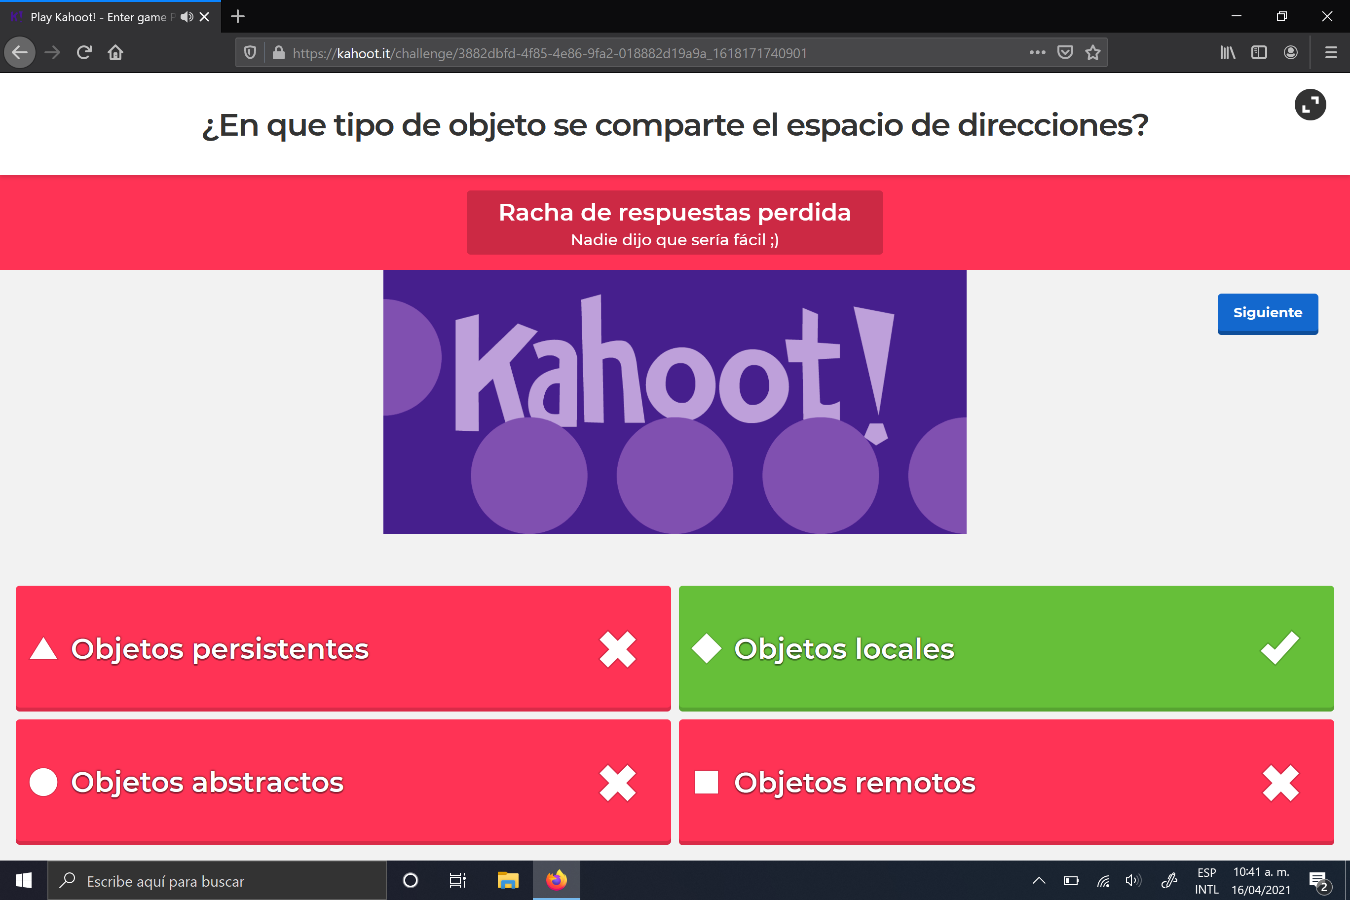 Play Kahoot! - Enter game P
https://kahoot.it/challenge/3882dbfd-4f85-4e86-9fa2-018882d19a9a_1618171740901
¿En que tipo de objeto se comparte el espacio de direcciones?
Racha de respuestas perdida
Nadie dijo que sería fácil ;)
Kahoot!
Siguiente
Objetos persistentes
Objetos locales
Objetos abstractos
Objetos remotos
Escribe aquí para buscar
ESP
INTL
10:41 a. m.
16/04/2021
2